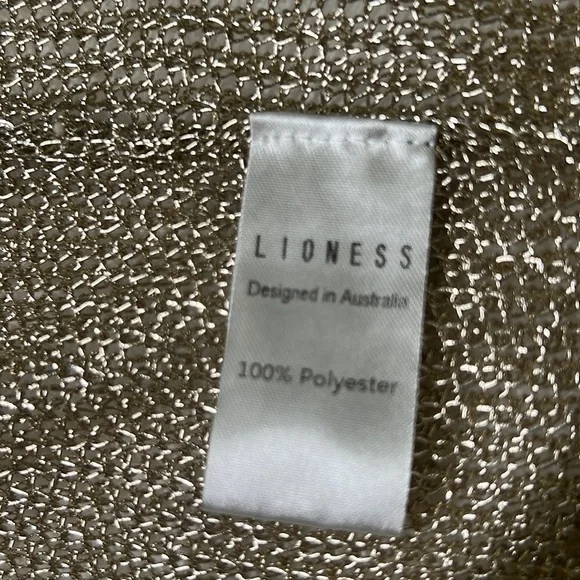 LIONESS
Designed in Australia
100% Polyester